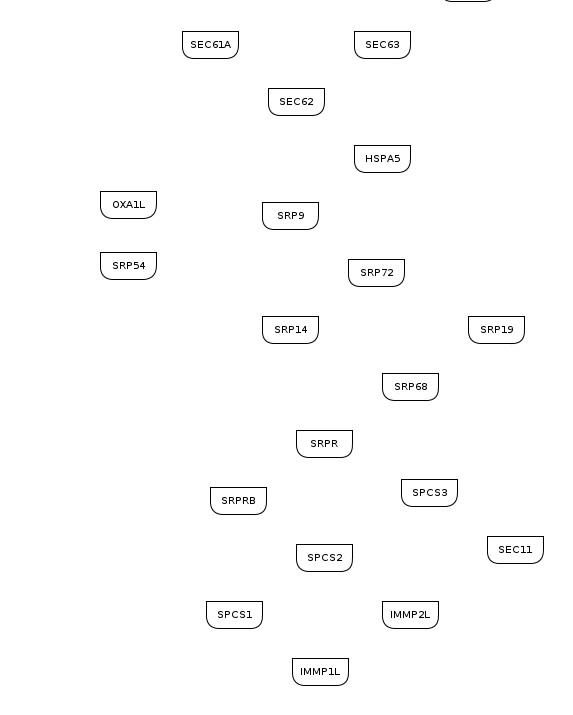 SEC61A
SEC63
SEC62
HSPA5
OXA1L
SRP9
SRP54
SRP72
SRP14
SRP19
SRP68
SRPR
SPCS3
SRPRB
SEC11
SPCS2
SPCS1
IMMP2L
IMMP1L